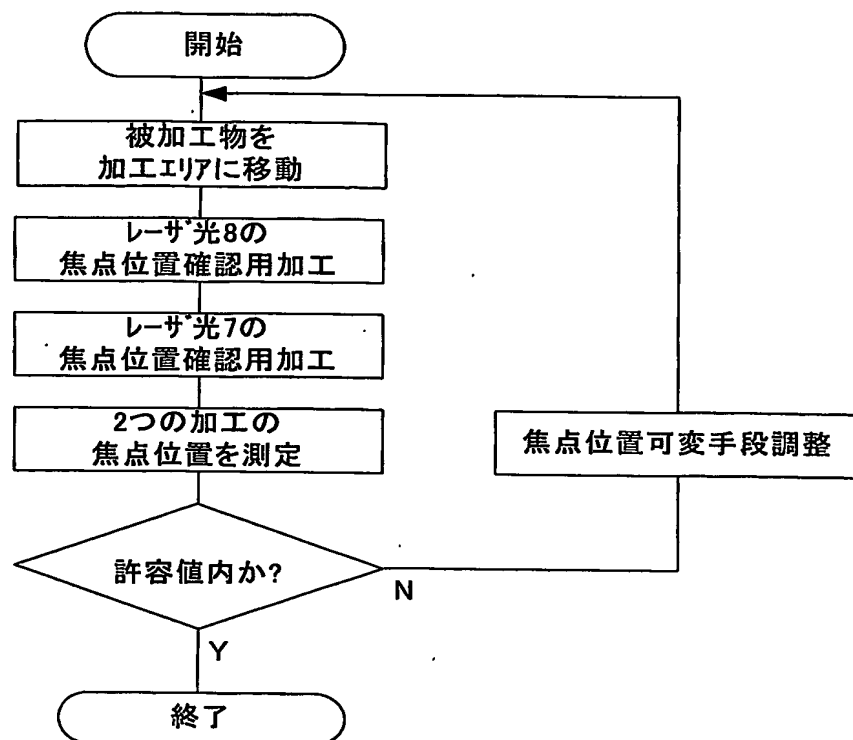 開始
被加工物を
加工エリアに移動
レーザ光8の
焦点位置確認用加工
レーザ光7の
焦点位置確認用加工
2つの加工の
焦点位置を測定
焦点位置可変手段調整
許容値内か?
N
Y
終了